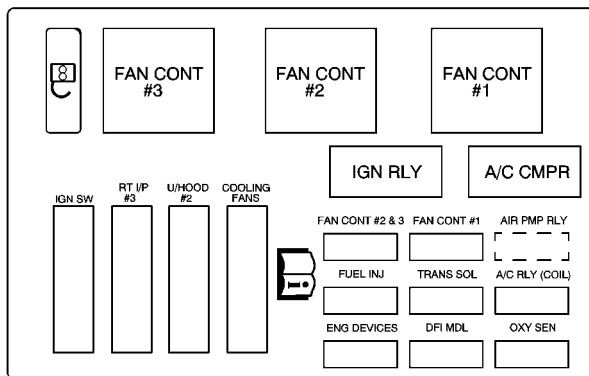 8
FAN CONT
#3
FAN CONT
#2
FAN CONT
#1
IGN RLY
A/C CMPR
IGN SW
RT I/P
#3
U/HOOD
#2
COOLING
FANS
FAN CONT #2 & 3
FAN CONT #1
AIR PMP RLY
FUEL INJ
TRANS SOL
A/C RLY (COIL)
ENG DEVICES
DFI MDL
OXY SEN